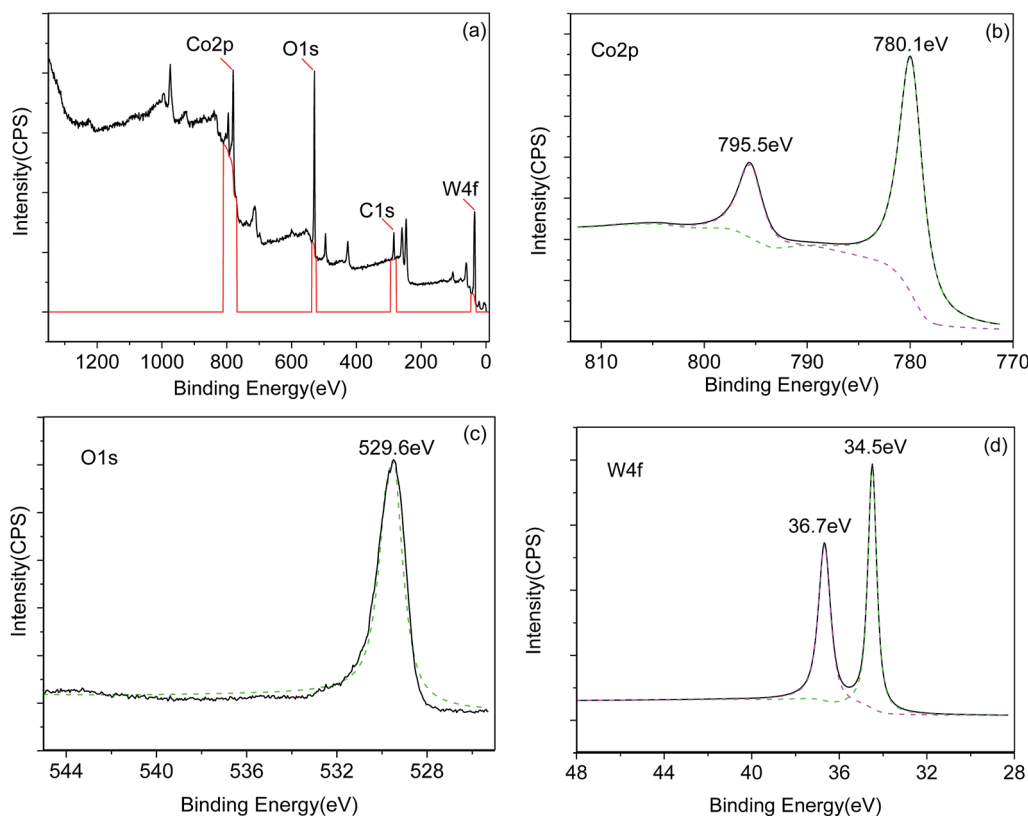 (a)
Co2p
O1s
C1s
W4f
Intensity(CPS)
1200 1000 800 600 400 200 0
Binding Energy(eV)
(b)
Co2p
780.1eV
795.5eV
Intensity(CPS)
810 800 790 780 770
Binding Energy(eV)
(c)
O1s
529.6eV
Intensity(CPS)
544 540 536 532 528
Binding Energy(eV)
(d)
W4f
34.5eV
36.7eV
Intensity(CPS)
48 44 40 36 32 28
Binding Energy(eV)